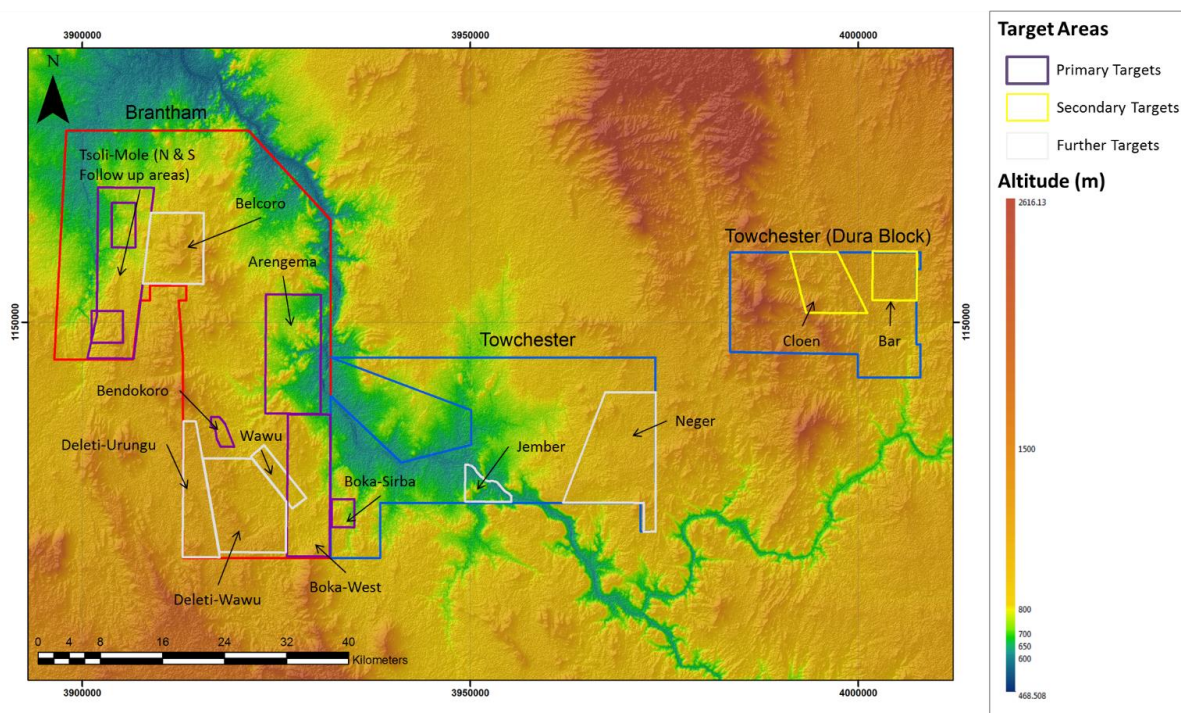 3900000
3950000
4000000
N
Brantham
Tsoli-Mole (N & S
Follow up areas)
Belcoro
Arengema
Towchester (Dura Block)
1150000
1150000
Cloen
Bar
Towchester
Bendokoro
Deleti-Urungu
Wawu
Neger
Jember
Boka-Sirba
Deleti-Wawu
Boka-West
0 4 8 16 24 32 40
Kilometers
3900000
3950000
4000000
Target Areas
Primary Targets
Secondary Targets
Further Targets
Altitude (m)
2616.13
1500
800
700
650
600
468.508